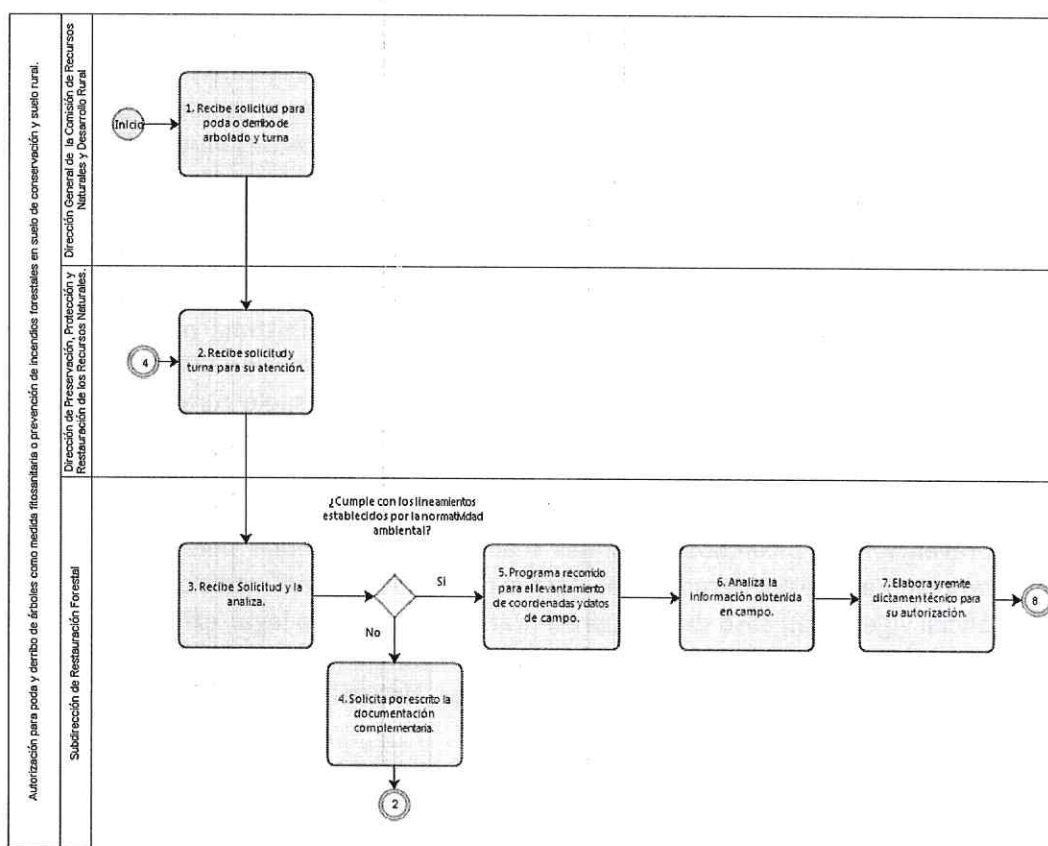 Autorización para poda y derribo de árboles como medida fitosanitaria o prevención de incendios forestales en suelo de conservación y suelo rural.
Dirección General de la Comisión de Recursos
Naturales y Desarrollo Rural
Inicio
1. Recibe solicitud para
poda o derribo de
arbolado y turna
Dirección de Preservación, Protección y
Restauración de los Recursos Naturales.
4
2. Recibe solicitud y
turna para su atención.
Subdirección de Restauración Forestal
3. Recibe Solicitud y la
analiza.
¿Cumple con los lineamientos
establecidos por la normatividad
ambiental?
Si
No
4. Solicita por escrito la
documentación
complementaria.
2
5. Programa recorrido
para el levantamiento
de coordenadas y datos
de campo.
6. Analiza la
información obtenida
en campo.
7. Elabora y remite
dictamen técnico para
su autorización.
8